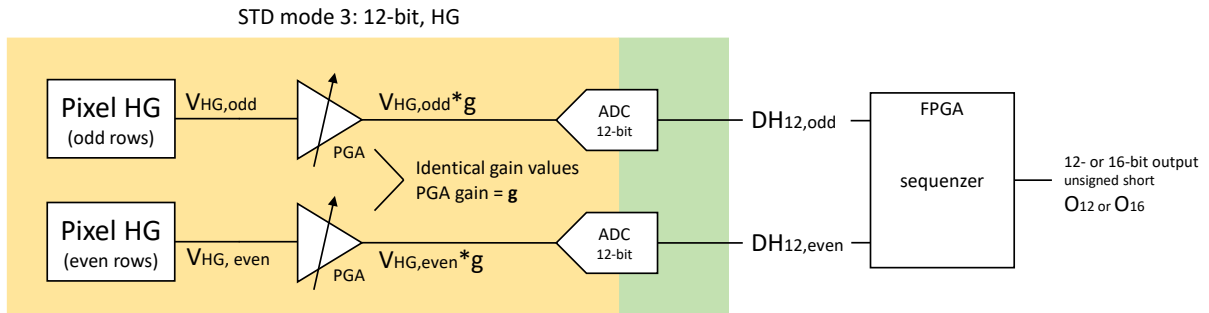 STD mode 3: 12-bit, HG
Pixel HG
(odd rows)
VHG,odd
PGA
VHG,odd*g
ADC
12-bit
DH12,odd
Identical gain values
PGA gain = g
Pixel HG
(even rows)
VHG, even
PGA
VHG,even*g
ADC
12-bit
DH12,even
FPGA
sequenzer
12- or 16-bit output
unsigned short
O12 or O16